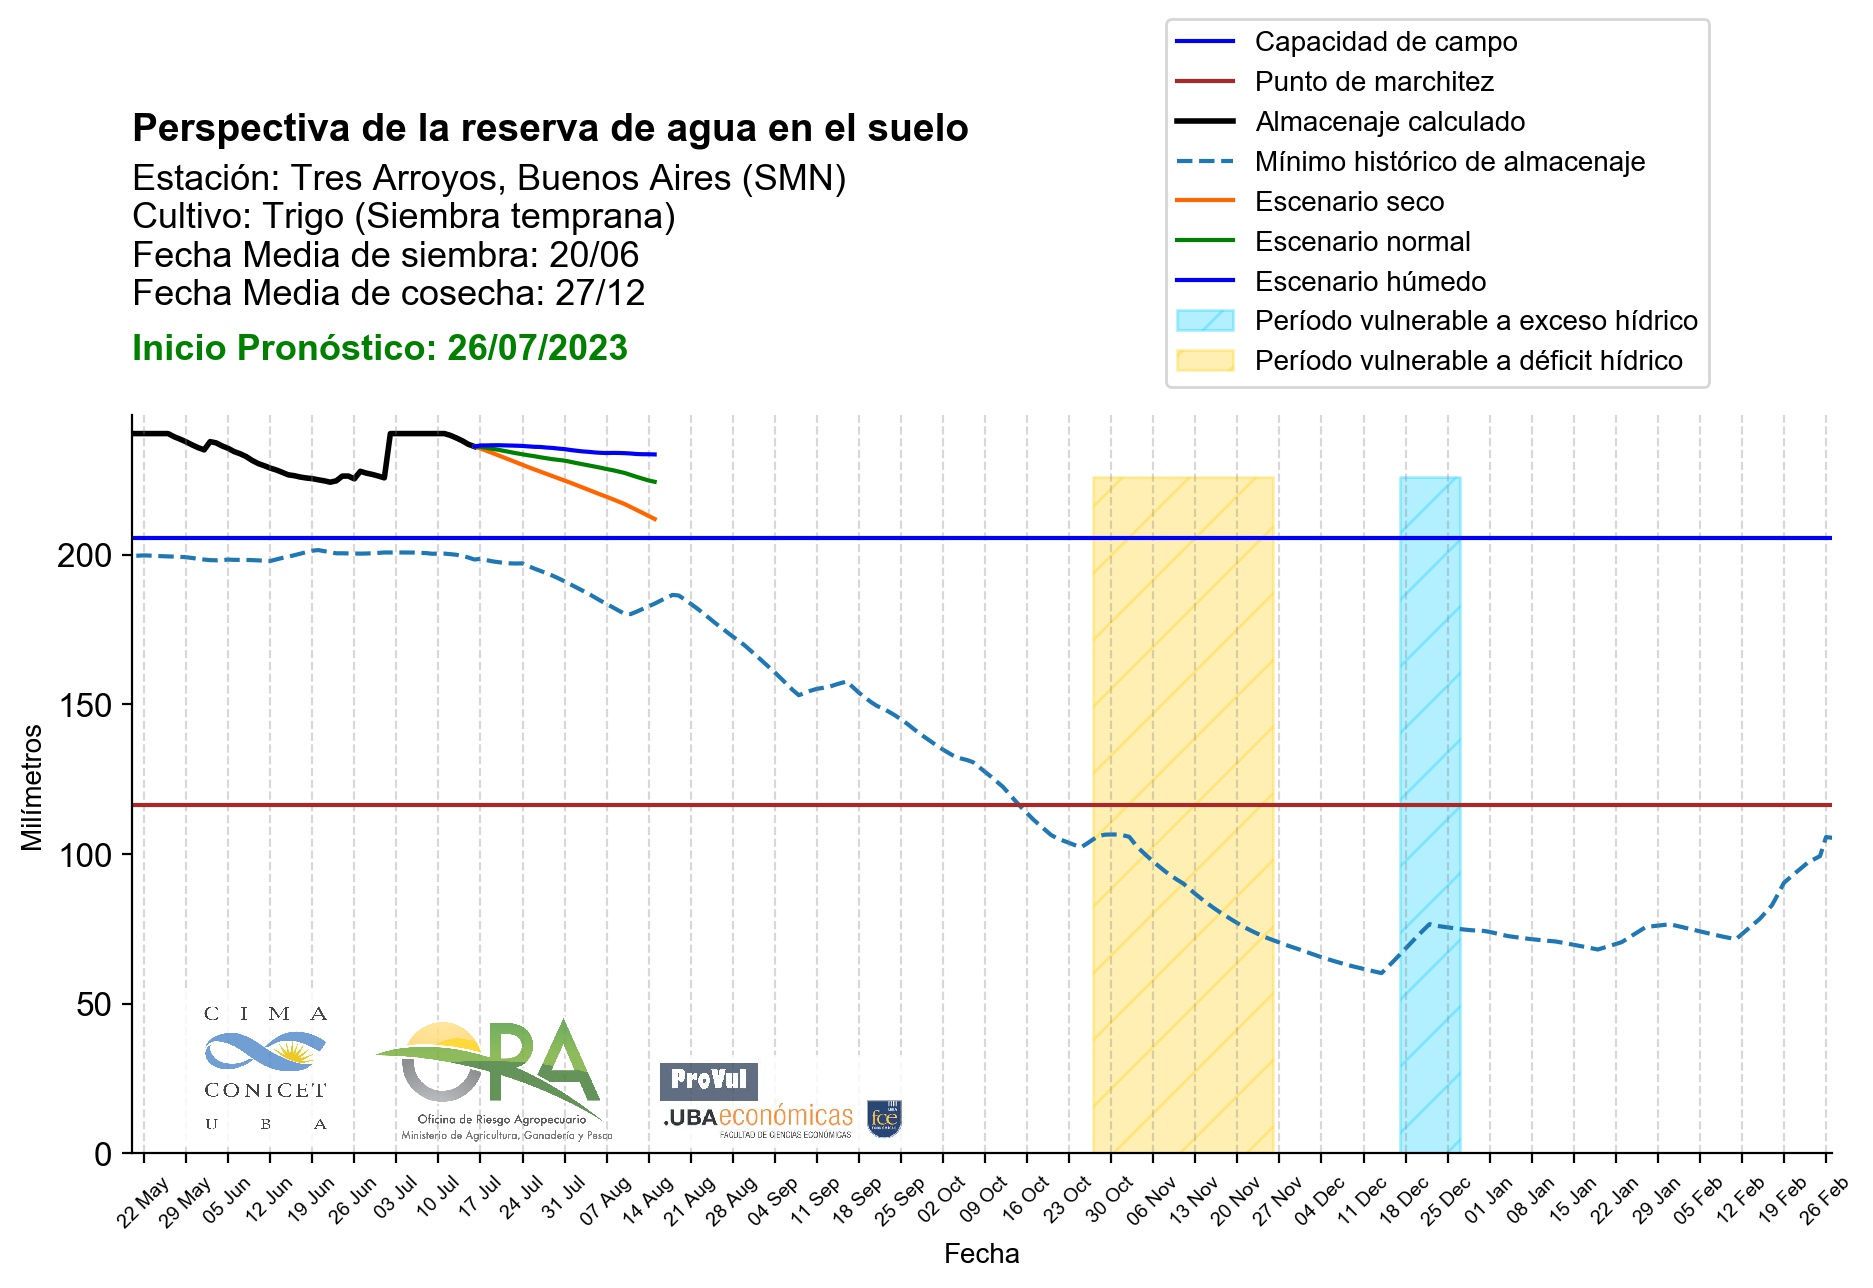 Capacidad de campo
Punto de marchitez
Almacenaje calculado
Mínimo histórico de almacenaje
Escenario seco
Escenario normal
Escenario húmedo
Período vulnerable a exceso hídrico
Período vulnerable a déficit hídrico
Perspectiva de la reserva de agua en el suelo
Estación: Tres Arroyos, Buenos Aires (SMN)
Cultivo: Trigo (Siembra temprana)
Fecha Media de siembra: 20/06
Fecha Media de cosecha: 27/12
Inicio Pronóstico: 26/07/2023
Milímetros
200
150
100
50
0
CIMA
CONICET
UBA
ORA
Oficina de Riesgo Agropecuario
Ministerio de Agricultura, Ganadería y Pesca
ProVul
.UBAeconómicas
FACULTAD DE CIENCIAS ECONÓMICAS
fce
22 May
29 May
05 Jun
12 Jun
19 Jun
26 Jun
03 Jul
10 Jul
17 Jul
24 Jul
31 Jul
07 Aug
14 Aug
21 Aug
28 Aug
04 Sep
11 Sep
18 Sep
25 Sep
02 Oct
09 Oct
16 Oct
23 Oct
30 Oct
06 Nov
13 Nov
20 Nov
27 Nov
04 Dec
11 Dec
18 Dec
25 Dec
01 Jan
08 Jan
15 Jan
22 Jan
29 Jan
05 Feb
12 Feb
19 Feb
26 Feb
Fecha